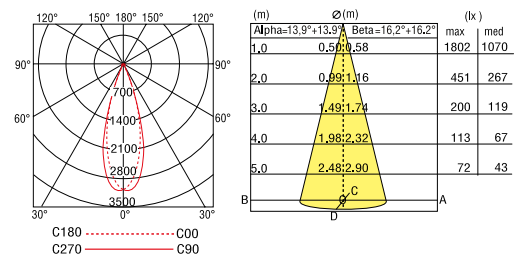 120° 150° 180° 150° 120°
90° 90°
60° 60°
700
1400
2100
2800
3500
30° 0° 30°
C180 C00
C270 C90
(m) ⌀(m) (lx)
Alpha=13,9°+13.9° Beta=16,2°+16.2° max med
1.0 0.50 0.58 1802 1070
2.0 0.99 1.16 451 267
3.0 1.49 1.74 200 119
4.0 1.98 2.32 113 67
5.0 2.48 2.90 72 43
C
B A
D